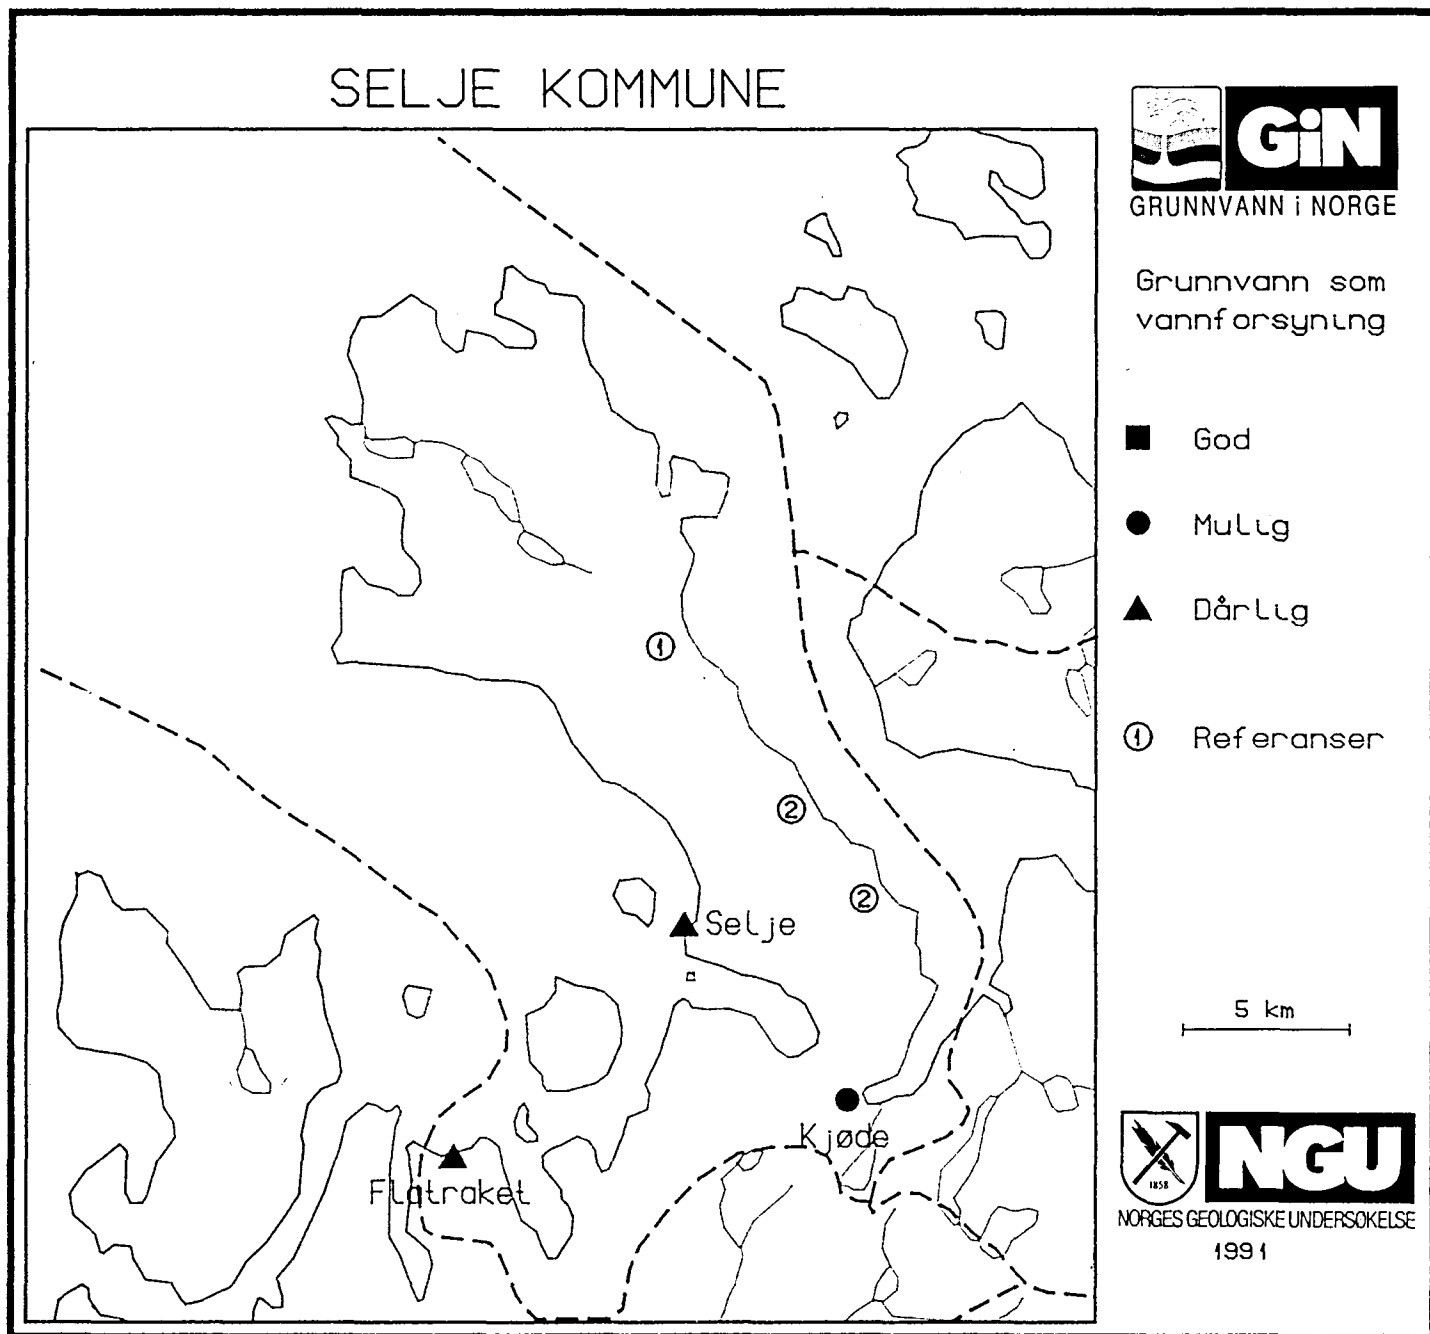 SELJE KOMMUNE
GiN
GRUNNVANN i NORGE
Grunnvann som
vannforsyning
God
Mulig
Dårlig
1 Referanser
1
2
2
Selje
Kjøde
Flatraket
5 km
1858
NGU
NORGES GEOLOGISKE UNDERSØKELSE
1991